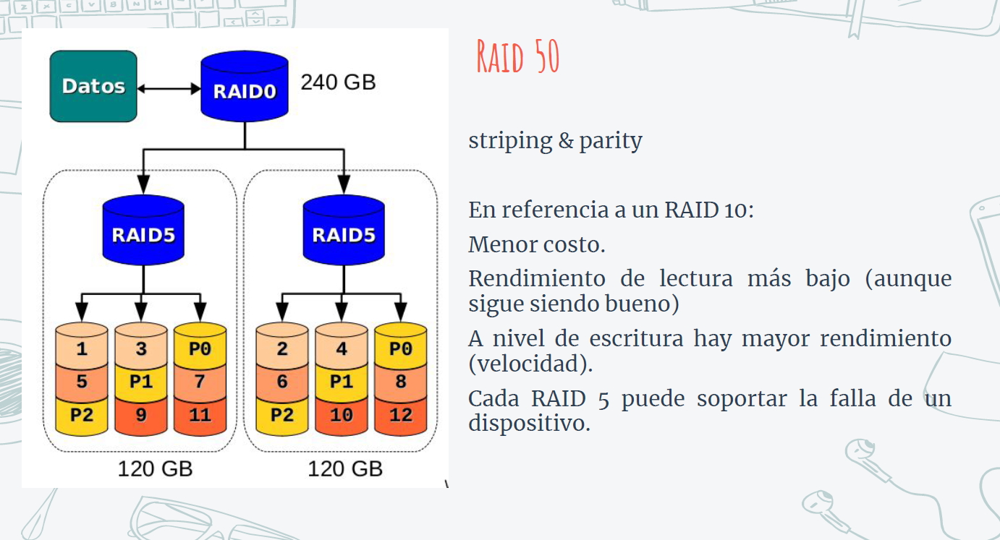 Raid 50
striping & parity
En referencia a un RAID 10:
Menor costo.
Rendimiento de lectura más bajo (aunque
sigue siendo bueno)
A nivel de escritura hay mayor rendimiento
(velocidad).
Cada RAID 5 puede soportar la falla de un
dispositivo.
Datos
RAID0
240 GB
RAID5
RAID5
1 3 P0
5 P1 7
P2 9 11
2 4 P0
6 P1 8
P2 10 12
120 GB
120 GB
Z X C V B N M